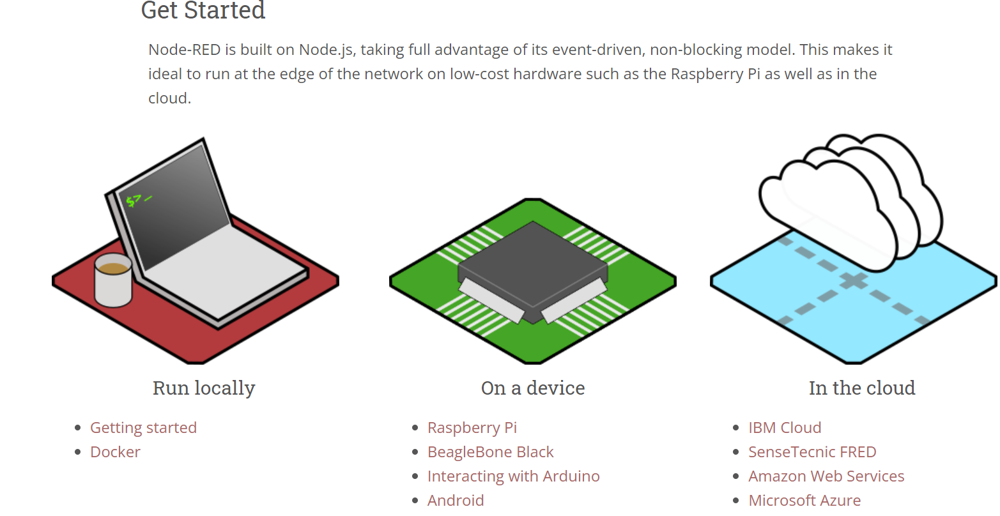 Get Started
Node-RED is built on Node.js, taking full advantage of its event-driven, non-blocking model. This makes it
ideal to run at the edge of the network on low-cost hardware such as the Raspberry Pi as well as in the
cloud.
$>_
Run locally
Getting started
Docker
On a device
Raspberry Pi
BeagleBone Black
Interacting with Arduino
Android
In the cloud
IBM Cloud
SenseTecnic FRED
Amazon Web Services
Microsoft Azure